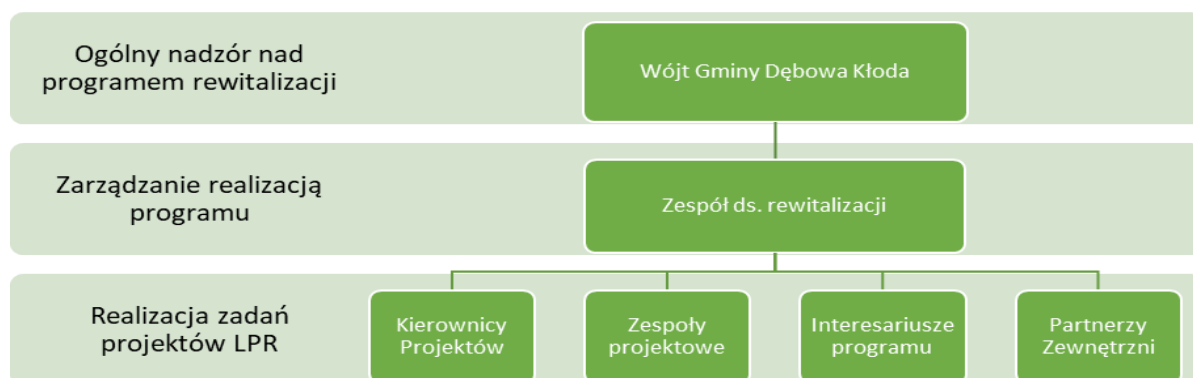 Ogólny nadzór nad
programem rewitalizacji
Wójt Gminy Dębowa Kłoda
Zarządzanie realizacją
programu
Zespół ds. rewitalizacji
Realizacja zadań
projektów LPR
Kierownicy
Projektów
Zespoły
projektowe
Interesariusze
programu
Partnerzy
Zewnętrzni